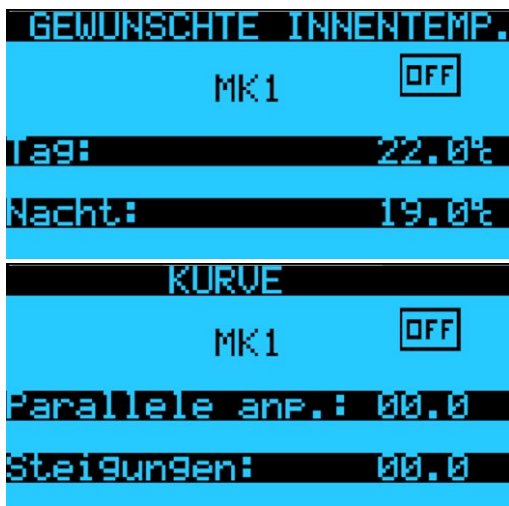 GEWUNSCHTE INNENTEMP.
OFF
MK1
Tag: 22.0℃
Nacht: 19.0℃
KURVE
OFF
MK1
Parallele anp.: 00.0
Steigungen: 00.0